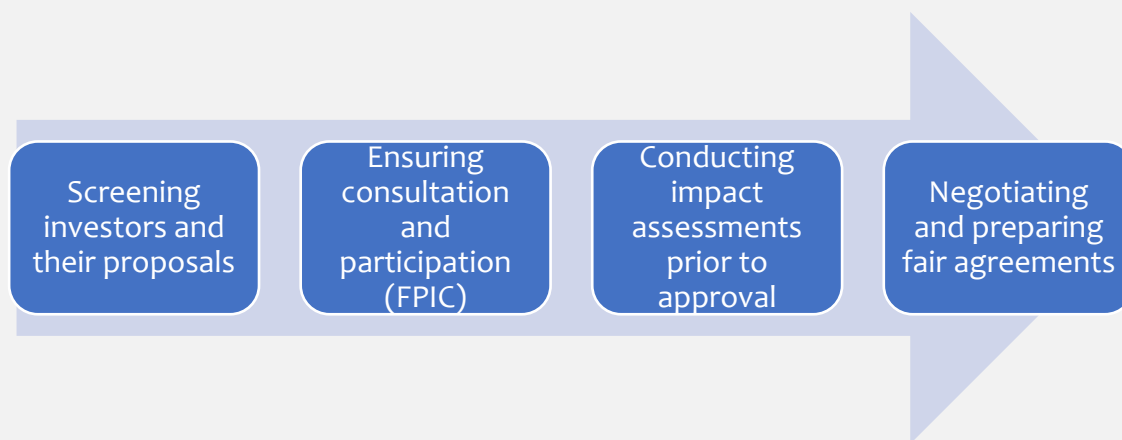 Screening
investors and
their proposals
Ensuring
consultation
and
participation
(FPIC)
Conducting
impact
assessments
prior to
approval
Negotiating
and preparing
fair agreements